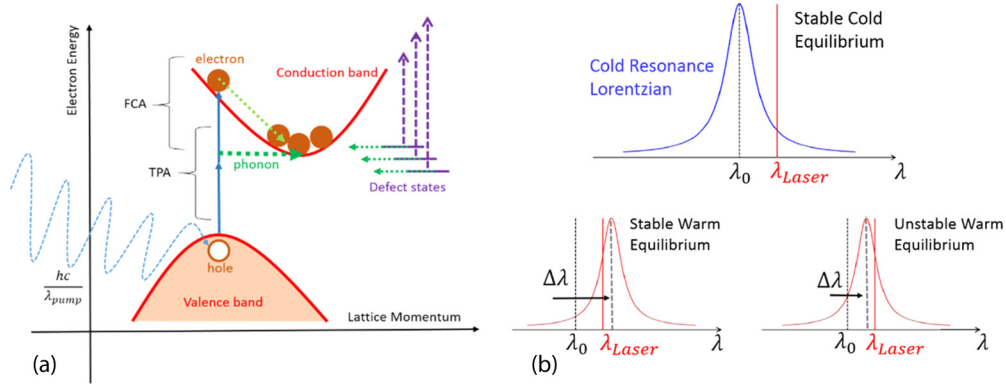 Electron Energy
electron
Conduction band
FCA
TPA
phonon
Defect states
hole
Valence band
hc
λpump
Lattice Momentum
(a)
Stable Cold
Equilibrium
Cold Resonance
Lorentzian
λ0
λLaser
λ
Stable Warm
Equilibrium
Δλ
λ0
λLaser
λ
Unstable Warm
Equilibrium
Δλ
λ0
λLaser
λ
(b)